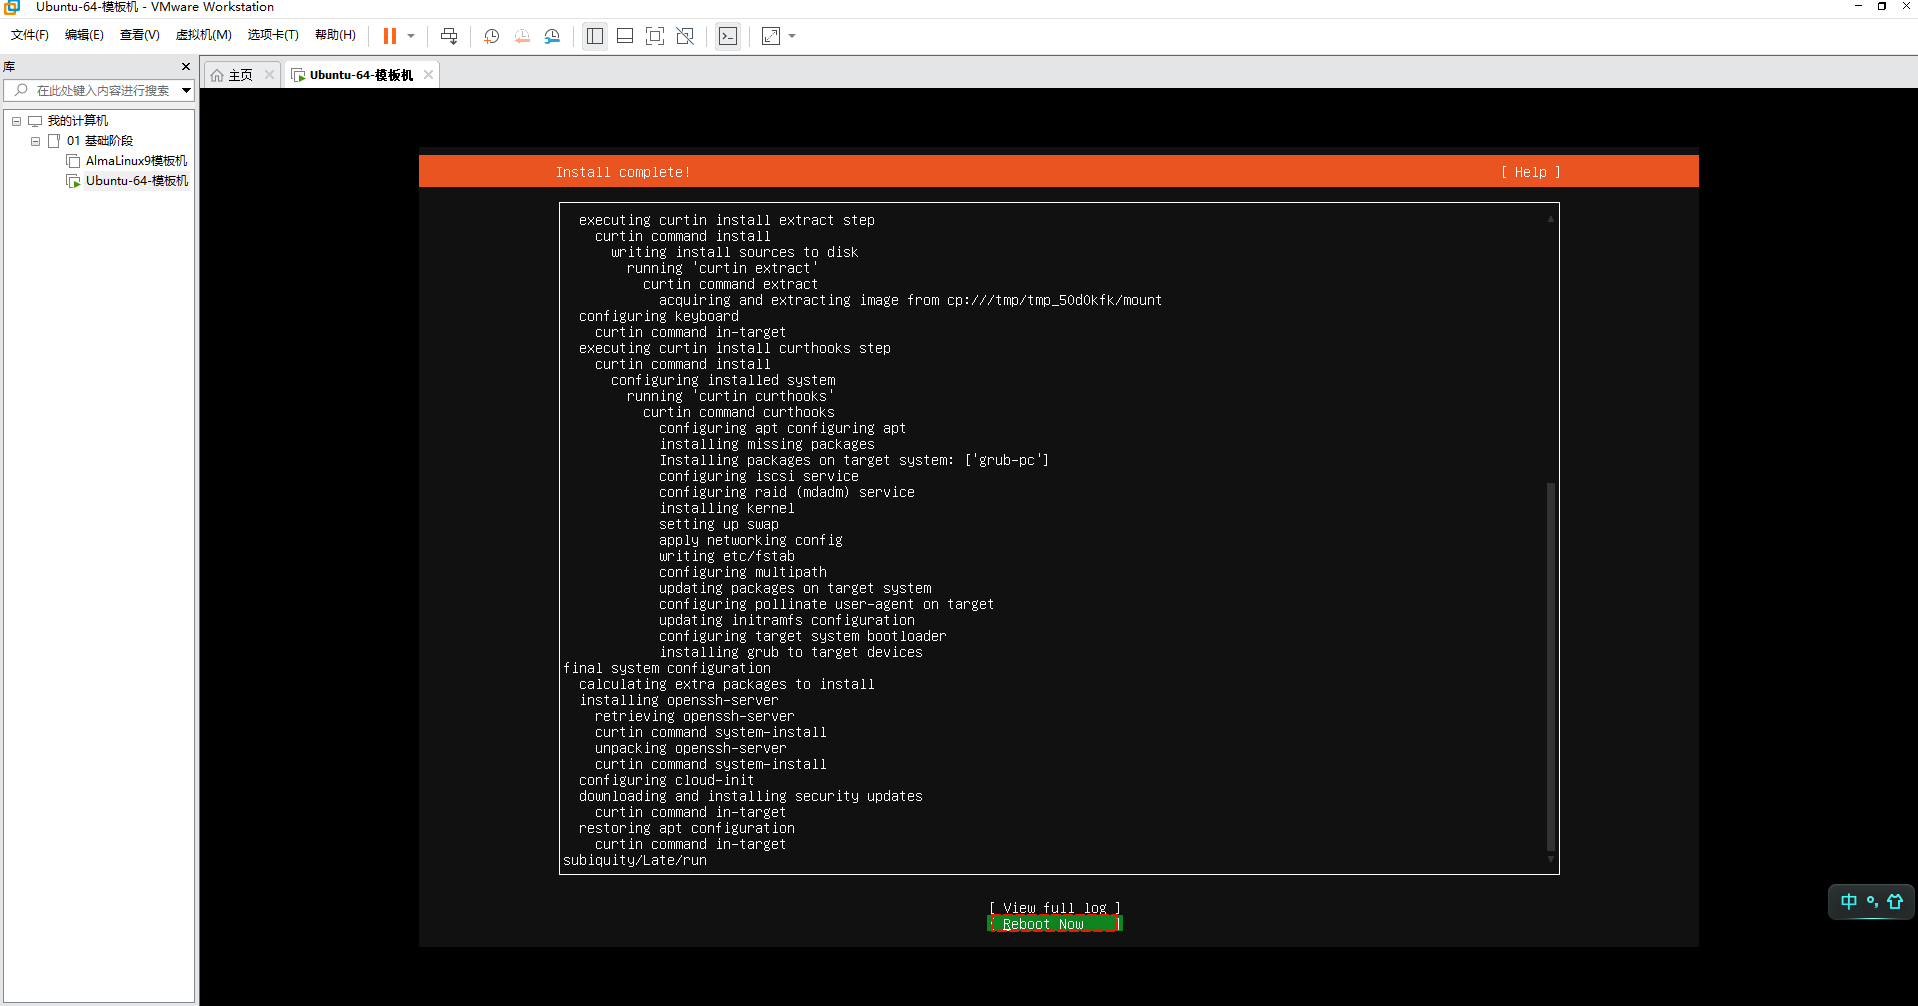 Ubuntu-64-模板机 - VMware Workstation
文件(F) 编辑(E) 查看(V) 虚拟机(M) 选项卡(T) 帮助(H)
库
主页
Ubuntu-64-模板机
在此处键入内容进行搜索
我的计算机
01 基础阶段
AlmaLinux9模板机
Ubuntu-64-模板机
Install complete! [ Help ]
executing curtin install extract step
curtin command install
writing install sources to disk
running 'curtin extract'
curtin command extract
acquiring and extracting image from cp:///tmp/tmp_50d0kfk/mount
configuring keyboard
curtin command in-target
executing curtin install curthooks step
curtin command install
configuring installed system
running 'curtin curthooks'
curtin command curthooks
configuring apt configuring apt
installing missing packages
Installing packages on target system: ['grub-pc']
configuring iscsi service
configuring raid (mdadm) service
installing kernel
setting up swap
apply networking config
writing etc/fstab
configuring multipath
updating packages on target system
configuring pollinate user-agent on target
updating initramfs configuration
configuring target system bootloader
installing grub to target devices
final system configuration
calculating extra packages to install
installing openssh-server
retrieving openssh-server
curtin command system-install
unpacking openssh-server
curtin command system-install
configuring cloud-init
downloading and installing security updates
curtin command in-target
restoring apt configuration
curtin command in-target
subiquity/Late/run
[ View full log ]
[ Reboot Now ]
中